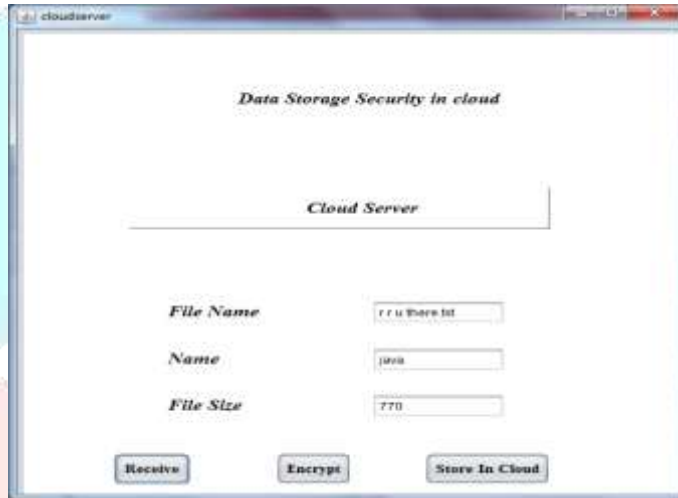 cloudserver
Data Storage Security in cloud
Cloud Server
File Name r r u there.txt
Name java
File Size 770
Receive Encrypt Store In Cloud